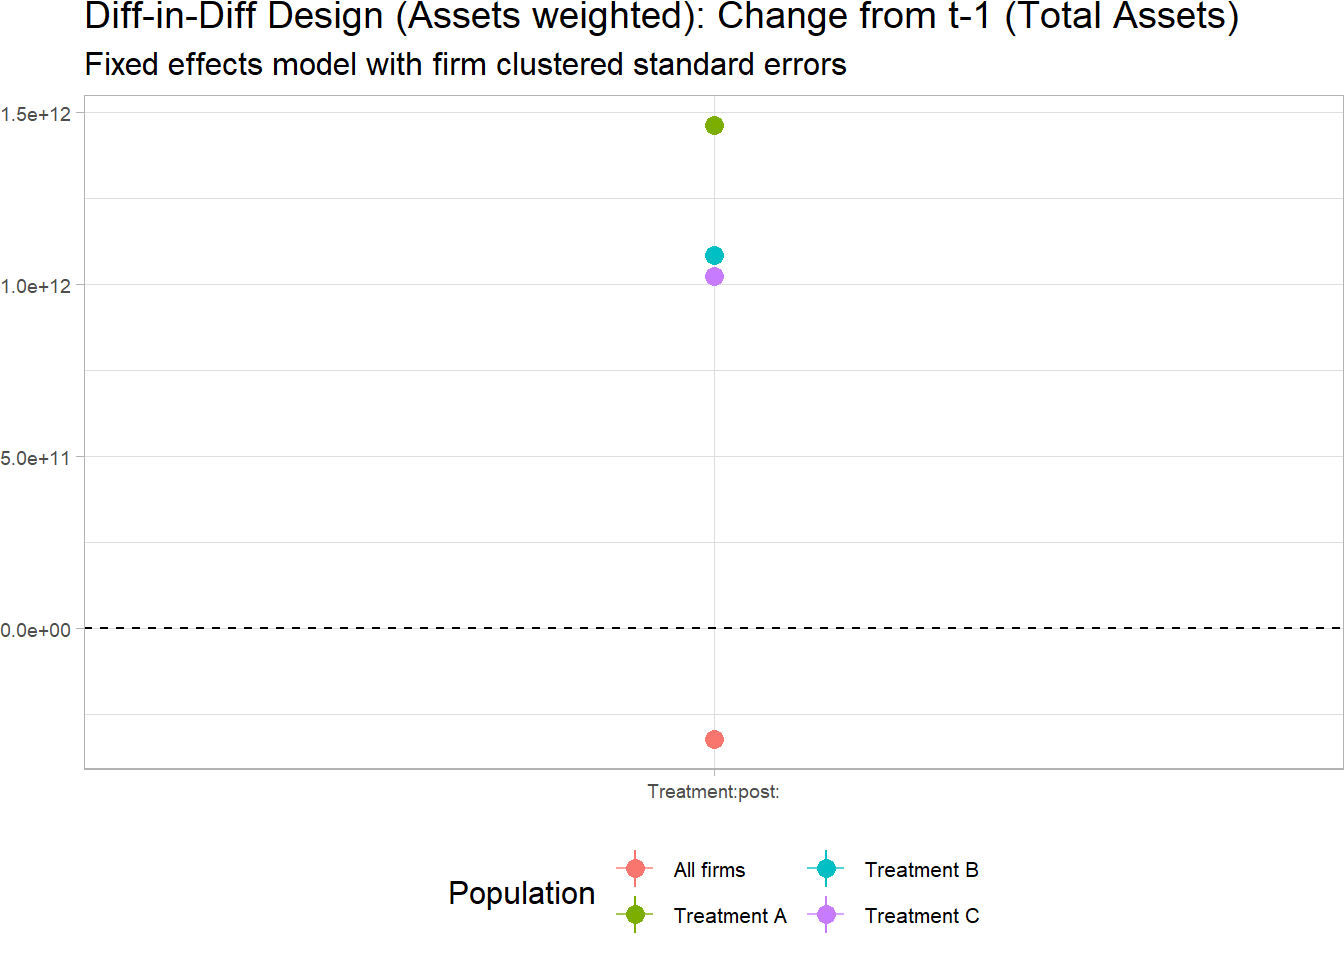 Diff-in-Diff Design (Assets weighted): Change from t-1 (Total Assets)
Fixed effects model with firm clustered standard errors
1.5e+12
1.0e+12
5.0e+11
0.0e+00
Treatment:post:
Population
All firms
Treatment B
Treatment A
Treatment C